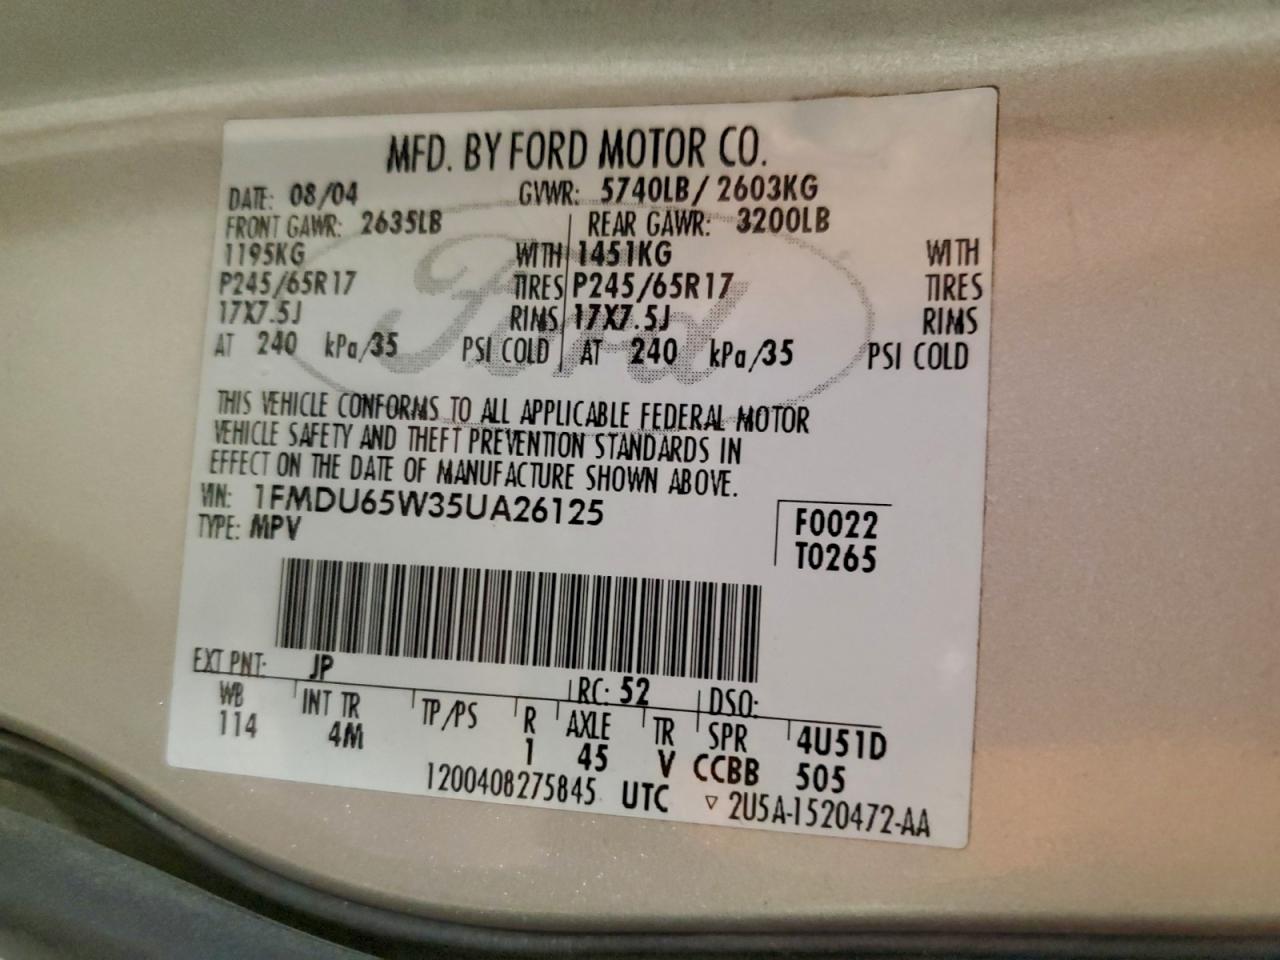 MFD. BY FORD MOTOR CO.
DATE: 08/04 GVWR: 5740LB/ 2603KG
FRONT GAWR: 2635LB REAR GAWR: 3200LB
1195KG WITH 1451KG WITH
P245/65R17 TIRES P245/65R17 TIRES
17X7.5J RIMS 17X7.5J RIMS
AT 240 kPa/35 PSI COLD AT 240 kPa/35 PSI COLD
Ford
THIS VEHICLE CONFORMS TO ALL APPLICABLE FEDERAL MOTOR
VEHICLE SAFETY AND THEFT PREVENTION STANDARDS IN
EFFECT ON THE DATE OF MANUFACTURE SHOWN ABOVE.
VIN: 1FMDU65W35UA26125
TYPE: MPV
F0022
T0265
EXT PNT: JP RC: 52 DSO:
WB INT TR TP/PS R AXLE TR SPR 4U51D
114 4M 1 45 V CCBB 505
1200408275845 UTC ▽ 2U5A-1520472-AA